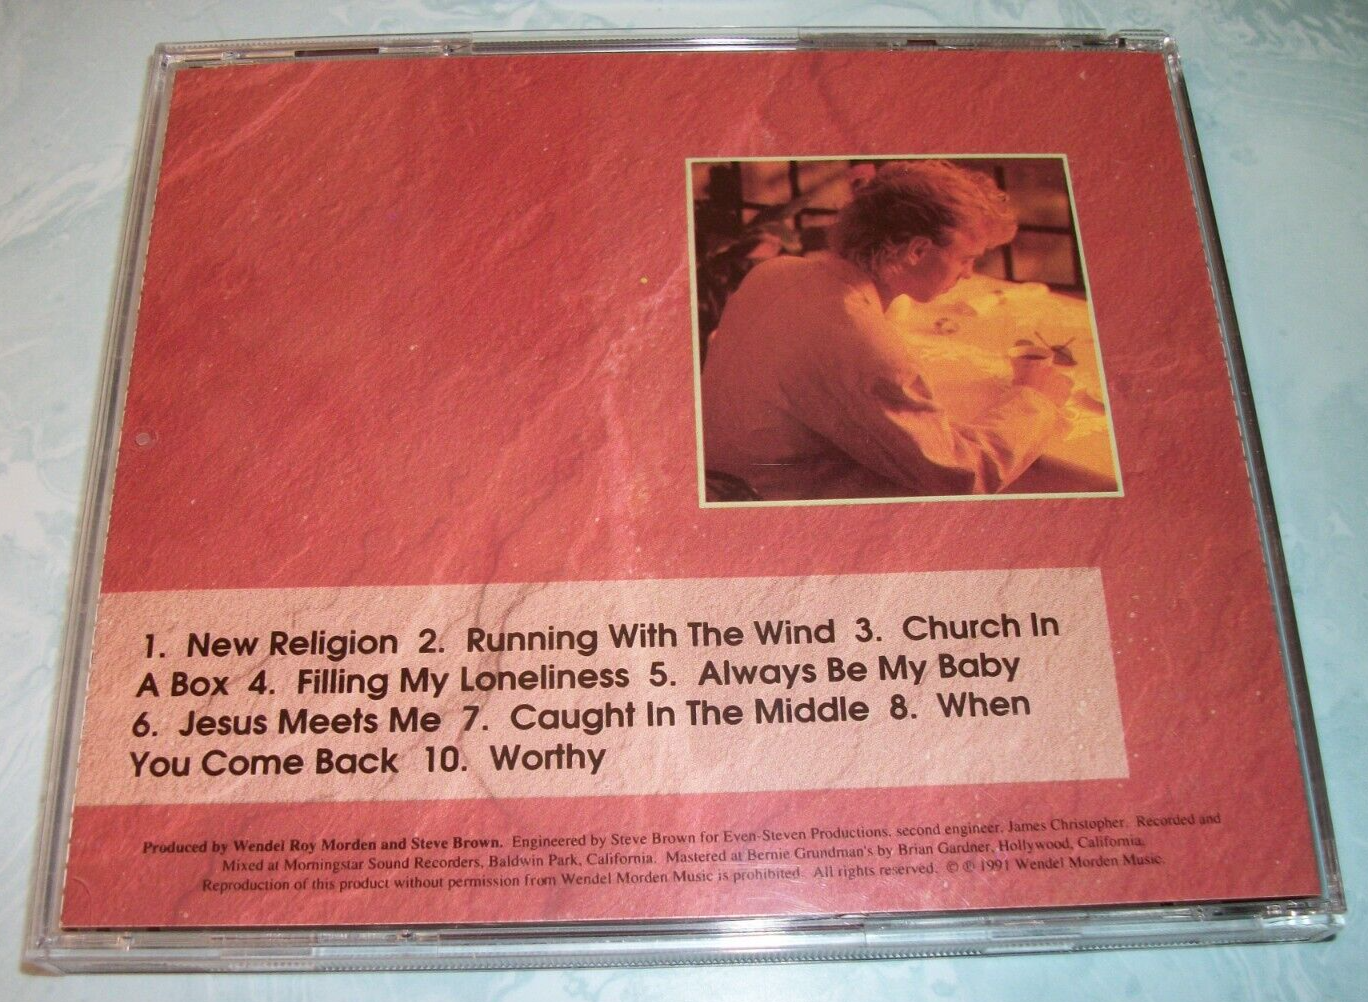 1. New Religion 2. Running With The Wind 3. Church In
A Box 4. Filling My Loneliness 5. Always Be My Baby
6. Jesus Meets Me 7. Caught In The Middle 8. When
You Come Back 10. Worthy
Produced by Wendel Roy Morden and Steve Brown. Engineered by Steve Brown for Even-Steven Productions, second engineer, James Christopher. Recorded and
Mixed at Morningstar Sound Recorders, Baldwin Park, California. Mastered at Bernie Grundman's by Brian Gardner, Hollywood, California.
Reproduction of this product without permission from Wendel Morden Music is prohibited. All rights reserved. © ℗ 1991 Wendel Morden Music.